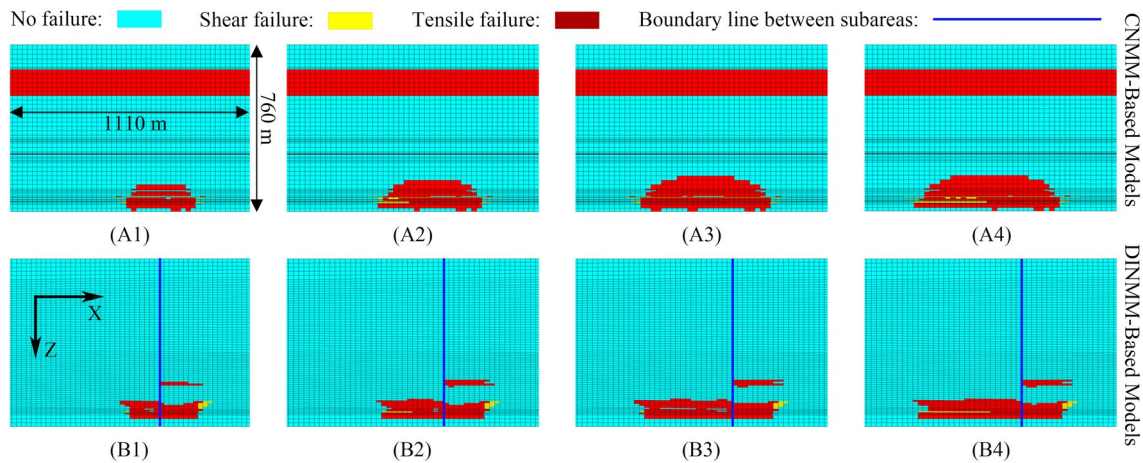 No failure: Shear failure: Tensile failure: Boundary line between subareas:
1110 m
760 m
CNMM-Based Models
(A1) (A2) (A3) (A4)
X
Z
DINMM-Based Models
(B1) (B2) (B3) (B4)